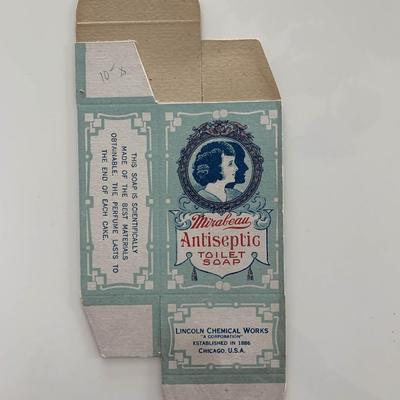 10¢
THIS SOAP IS SCIENTIFICALLY
MADE OF THE BEST MATERIALS
OBTAINABLE. THE PERFUME LASTS TO
THE END OF EACH CAKE.
Mirabeau
Antiseptic
TOILET
SOAP
LINCOLN CHEMICAL WORKS
"A CORPORATION"
ESTABLISHED IN 1886
CHICAGO, U.S.A.